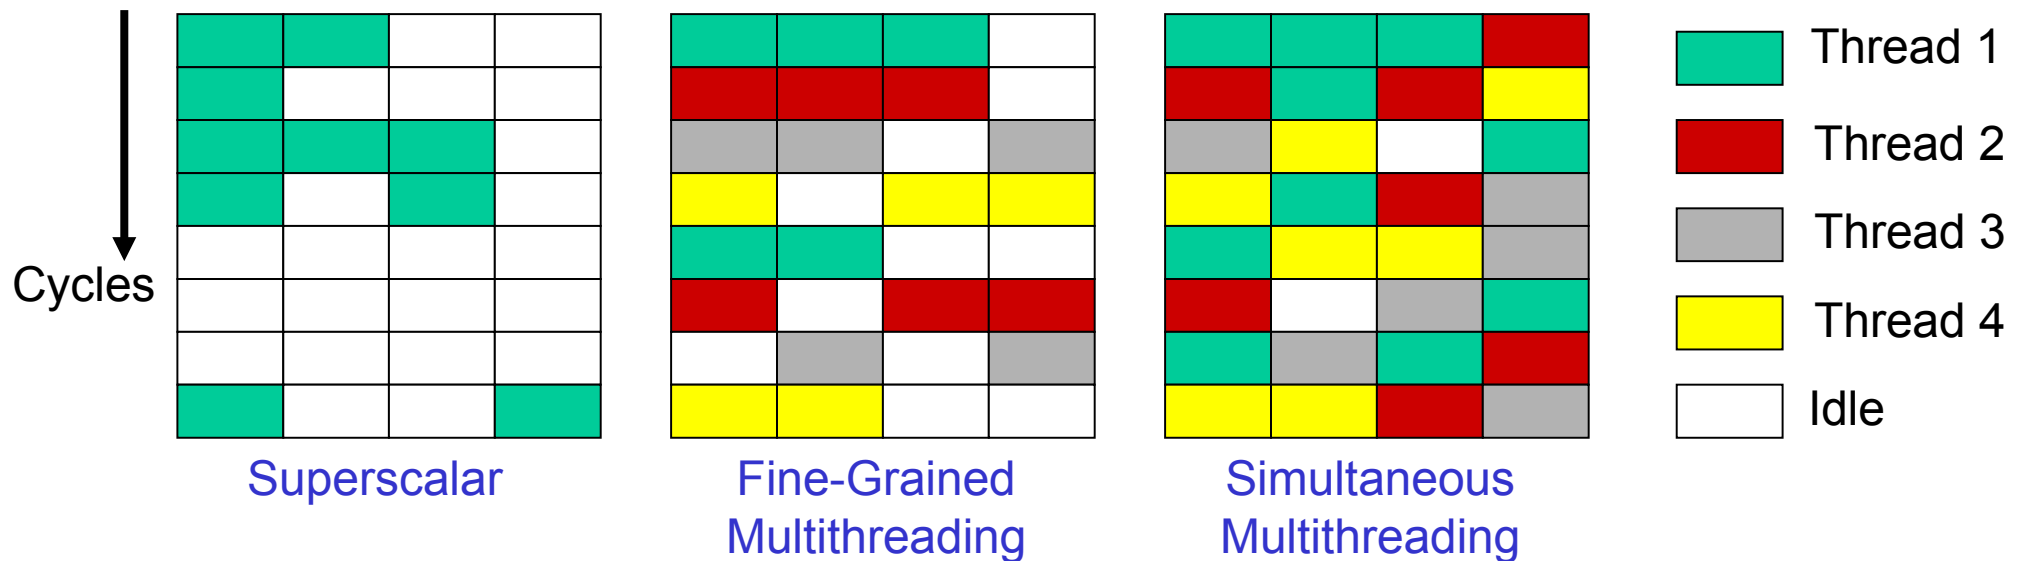 Cycles
Superscalar
Fine-Grained
Multithreading
Simultaneous
Multithreading
Thread 1
Thread 2
Thread 3
Thread 4
Idle